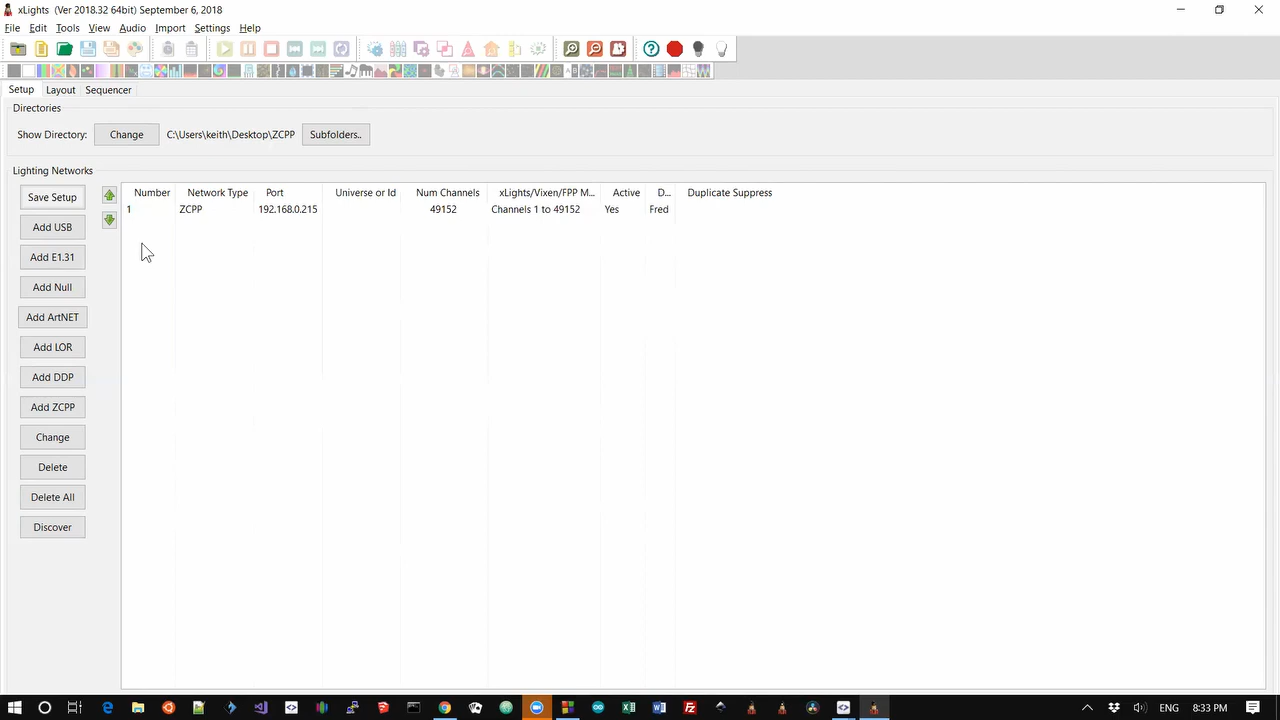 xLights (Ver 2018.32 64bit) September 6, 2018
File Edit Tools View Audio Import Settings Help
Setup Layout Sequencer
Directories
Show Directory: Change C:\Users\keith\Desktop\ZCPP Subfolders..
Lighting Networks
Save Setup
Add USB
Add E1.31
Add Null
Add ArtNET
Add LOR
Add DDP
Add ZCPP
Change
Delete
Delete All
Discover
Number Network Type Port Universe or Id Num Channels xLights/Vixen/FPP M... Active D... Duplicate Suppress
1 ZCPP 192.168.0.215 49152 Channels 1 to 49152 Yes Fred
ENG 8:33 PM